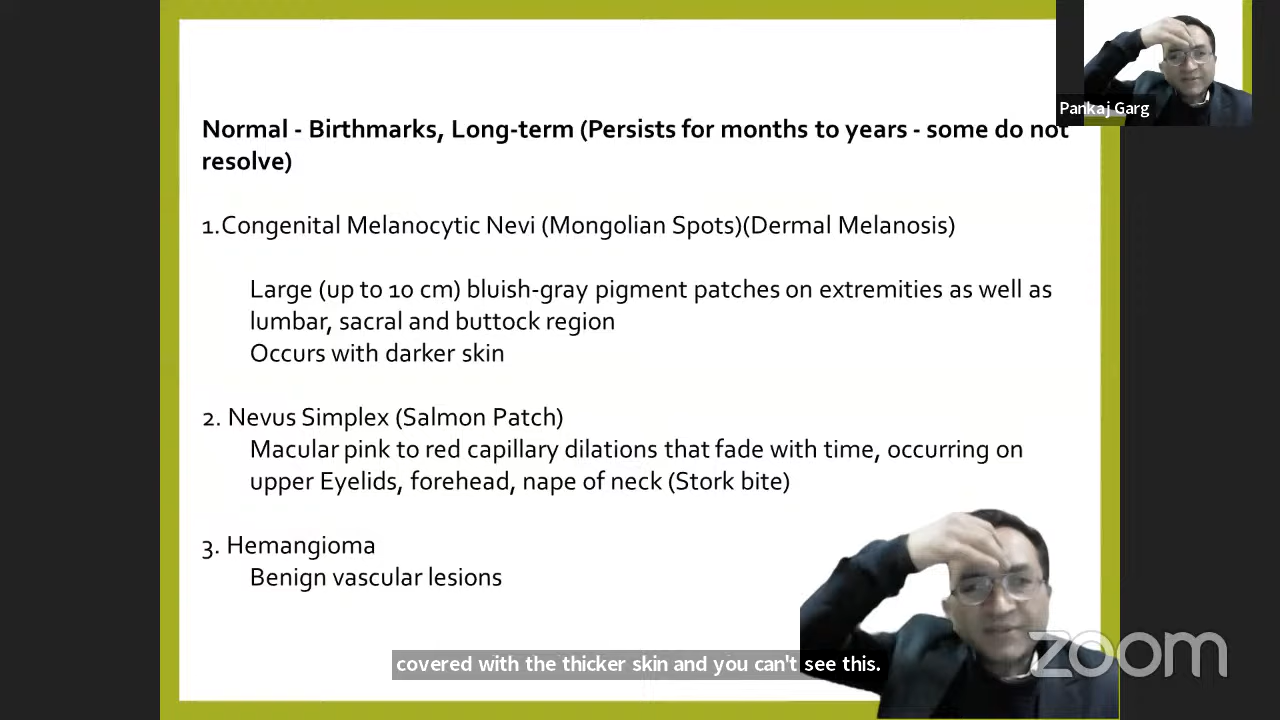 Normal - Birthmarks, Long-term (Persists for months to years - some do not
resolve)
1.Congenital Melanocytic Nevi (Mongolian Spots)(Dermal Melanosis)
Large (up to 10 cm) bluish-gray pigment patches on extremities as well as
lumbar, sacral and buttock region
Occurs with darker skin
2. Nevus Simplex (Salmon Patch)
Macular pink to red capillary dilations that fade with time, occurring on
upper Eyelids, forehead, nape of neck (Stork bite)
3. Hemangioma
Benign vascular lesions
covered with the thicker skin and you can't see this.
Pankaj Garg
zoom